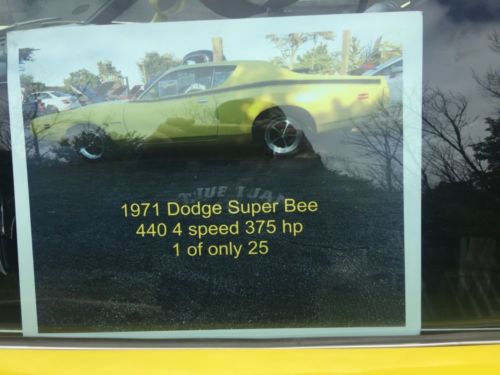 1971 Dodge Super Bee
440 4 speed 375 hp
1 of only 25